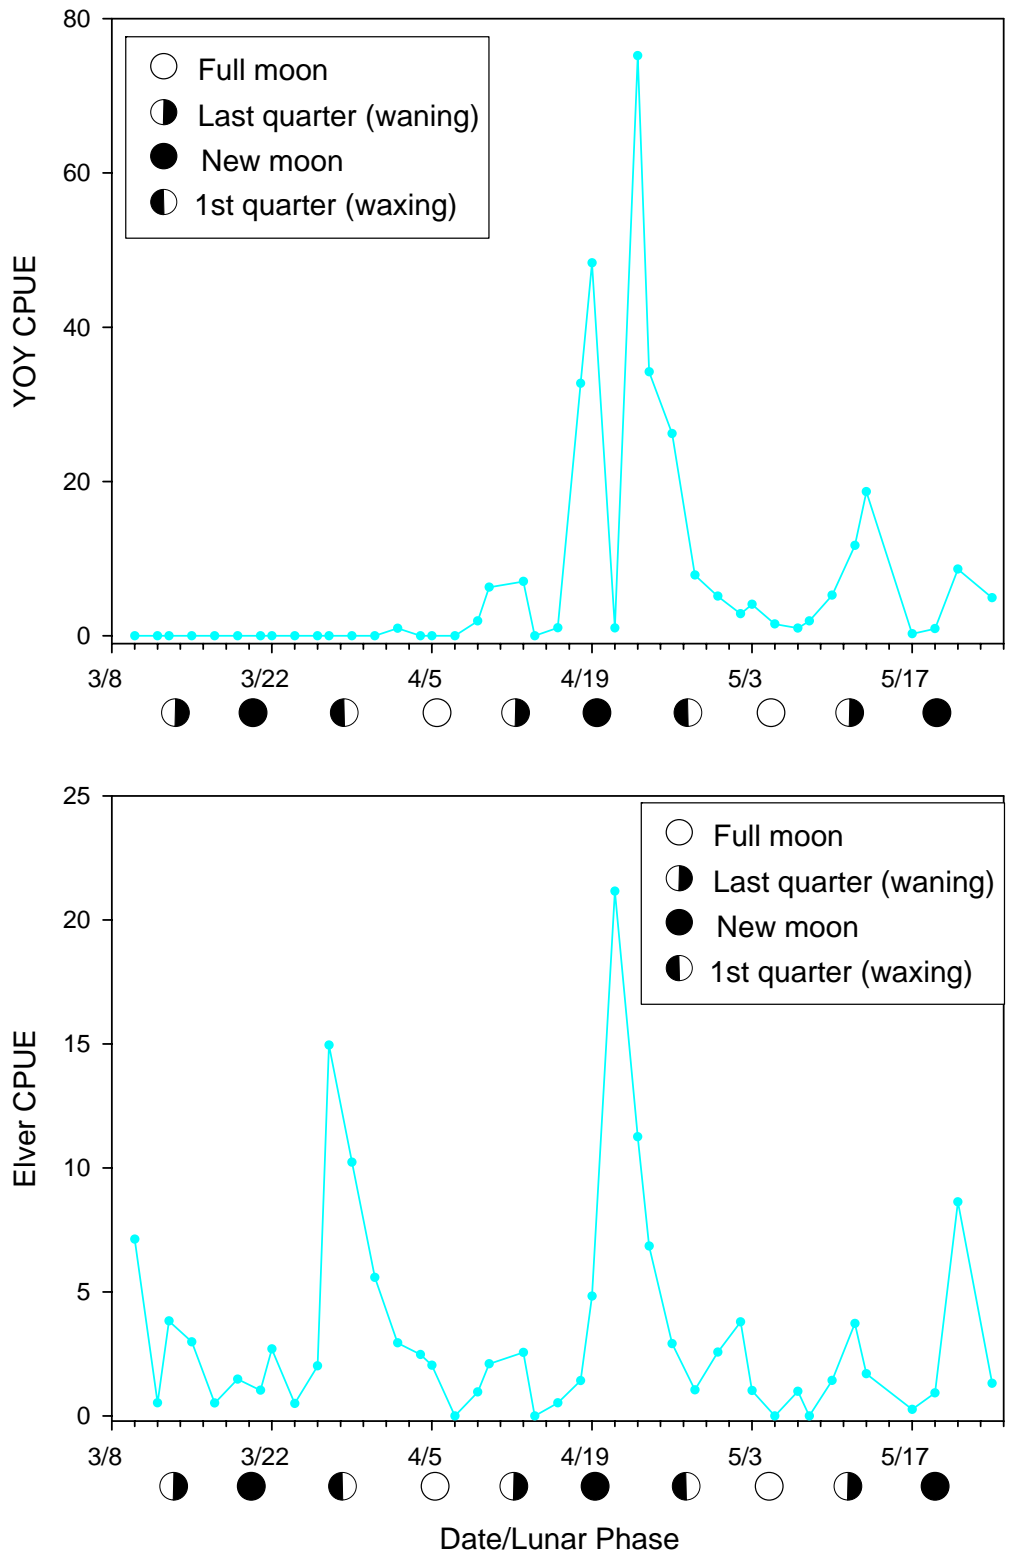 80
60
40
20
0
YOY CPUE
Full moon
Last quarter (waning)
New moon
1st quarter (waxing)
3/8 3/22 4/5 4/19 5/3 5/17
25
20
15
10
5
0
Elver CPUE
Full moon
Last quarter (waning)
New moon
1st quarter (waxing)
3/8 3/22 4/5 4/19 5/3 5/17
Date/Lunar Phase